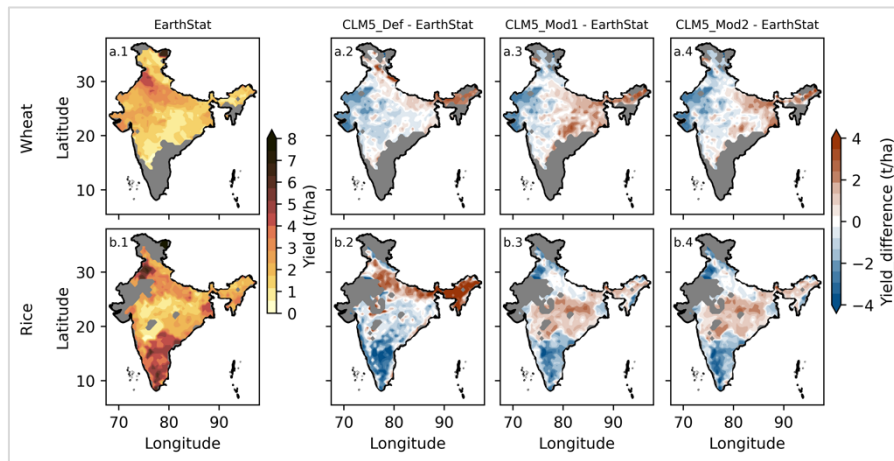 EarthStat
CLM5_Def - EarthStat
CLM5_Mod1 - EarthStat
CLM5_Mod2 - EarthStat
Wheat
Latitude
30
20
10
a.1
a.2
a.3
a.4
8
7
6
5
4
3
2
1
0
Yield (t/ha)
4
2
0
−2
−4
Yield difference (t/ha)
Rice
Latitude
30
20
10
b.1
b.2
b.3
b.4
70 80 90
70 80 90
70 80 90
70 80 90
Longitude
Longitude
Longitude
Longitude